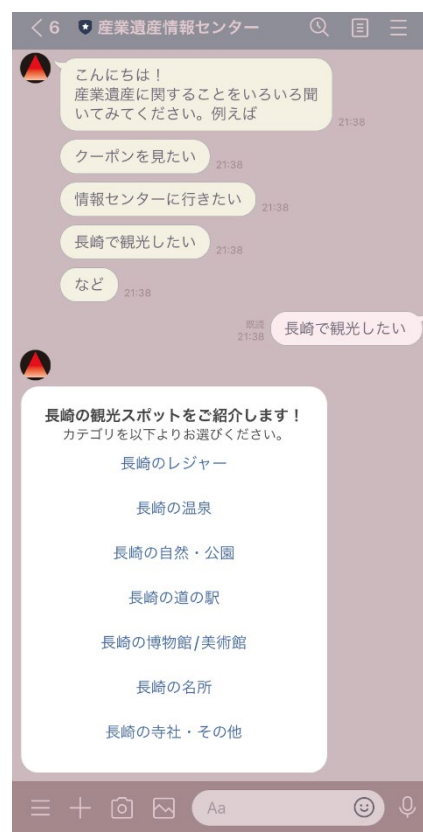 6 産業遺産情報センター
こんにちは！
産業遺産に関することをいろいろ聞
いてみてください。例えば
21:38
クーポンを見たい
21:38
情報センターに行きたい
21:38
長崎で観光したい
21:38
など
21:38
既読
21:38
長崎で観光したい
長崎の観光スポットをご紹介します！
カテゴリを以下よりお選びください。
長崎のレジャー
長崎の温泉
長崎の自然・公園
長崎の道の駅
長崎の博物館/美術館
長崎の名所
長崎の寺社・その他
Aa